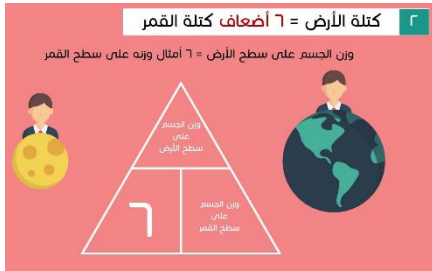 ٢
كتلة الأرض = ٦ أضعاف كتلة القمر
وزن الجسم على سطح الأرض = ٦ أمثال وزنه على سطح القمر
وزن الجسم
على
سطح الأرض
وزن الجسم
على
سطح القمر
٦